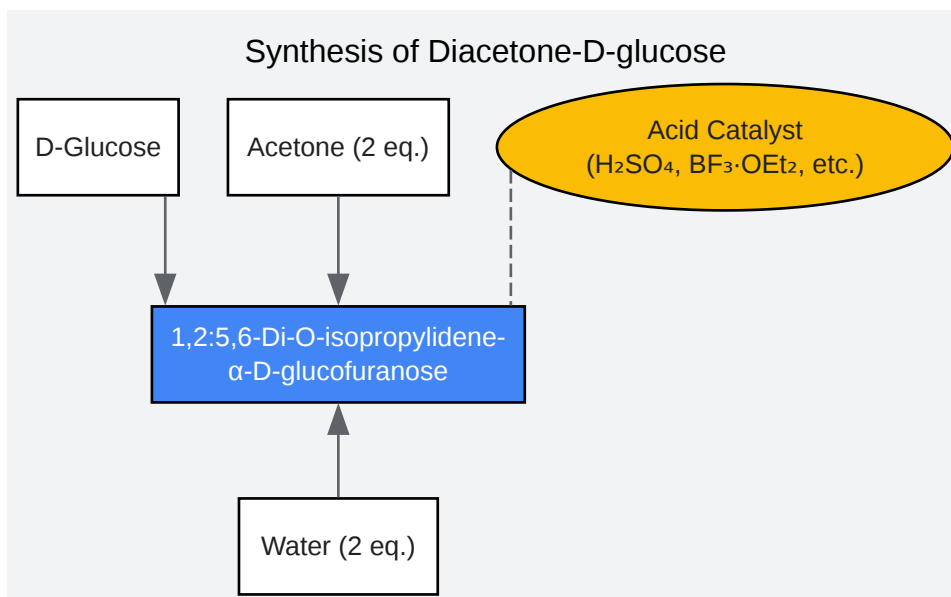 Synthesis of Diacetone-D-glucose
D-Glucose
Acetone (2 eq.)
Acid Catalyst
(H₂SO₄, BF₃·OEt₂, etc.)
1,2:5,6-Di-O-isopropylidene-
α-D-glucofuranose
Water (2 eq.)